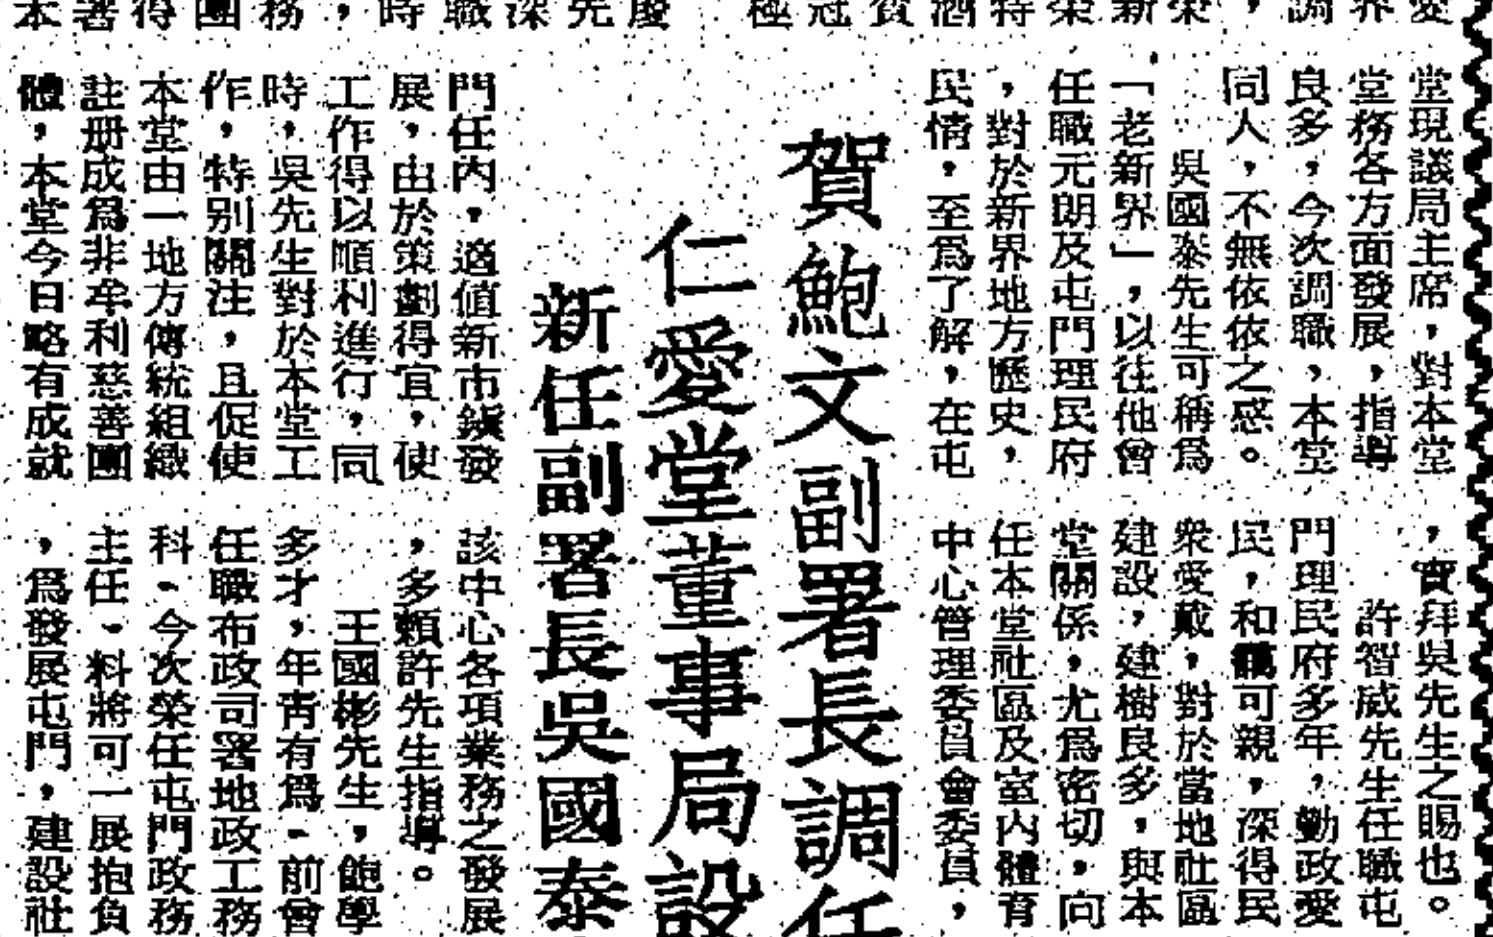 賀鮑文副署長調任
仁愛堂董事局設
新任副署長吳國泰
堂現議局主席，對本堂
堂務各方面發展，指導
良多，今次調職，本堂
同人，不無依依之感。
吳國泰先生可稱爲
「老新界」，以往他曾
任職元朗及屯門理民府
，對於新界地方歷史，
民情，至爲了解，在屯
門任內，適值新市鎮發
展，由於策劃得宜，使
工作得以順利進行，同
時，吳先生對於本堂工
作，特别關注，且促使
本堂由一地方傳統組織
註册成爲非牟利慈善團
體，本堂今日略有成就
，實拜吳先生之賜也。
許智威先生任職屯
門理民府多年，勤政愛
民，和藹可親，深得民
衆愛戴，對於當地社區
建設，建樹良多，與本
堂關係，尤爲密切，向
任本堂社區及室內體育
中心管理委員會委員，
該中心各項業務之發展
，多賴許先生指導。
王國彬先生，飽學
多才，年青有爲，前曾
任職布政司署地政工務
科，今次榮任屯門政務
主任，料將可一展抱負
，爲發展屯門，建設社